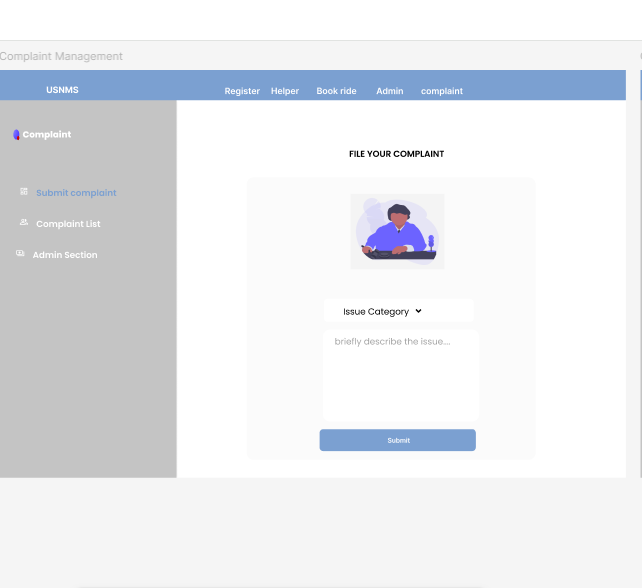 Complaint Management
USNMS
Register Helper Book ride Admin complaint
Complaint
FILE YOUR COMPLAINT
Submit complaint
Complaint List
Admin Section
Issue Category
briefly describe the issue....
Submit